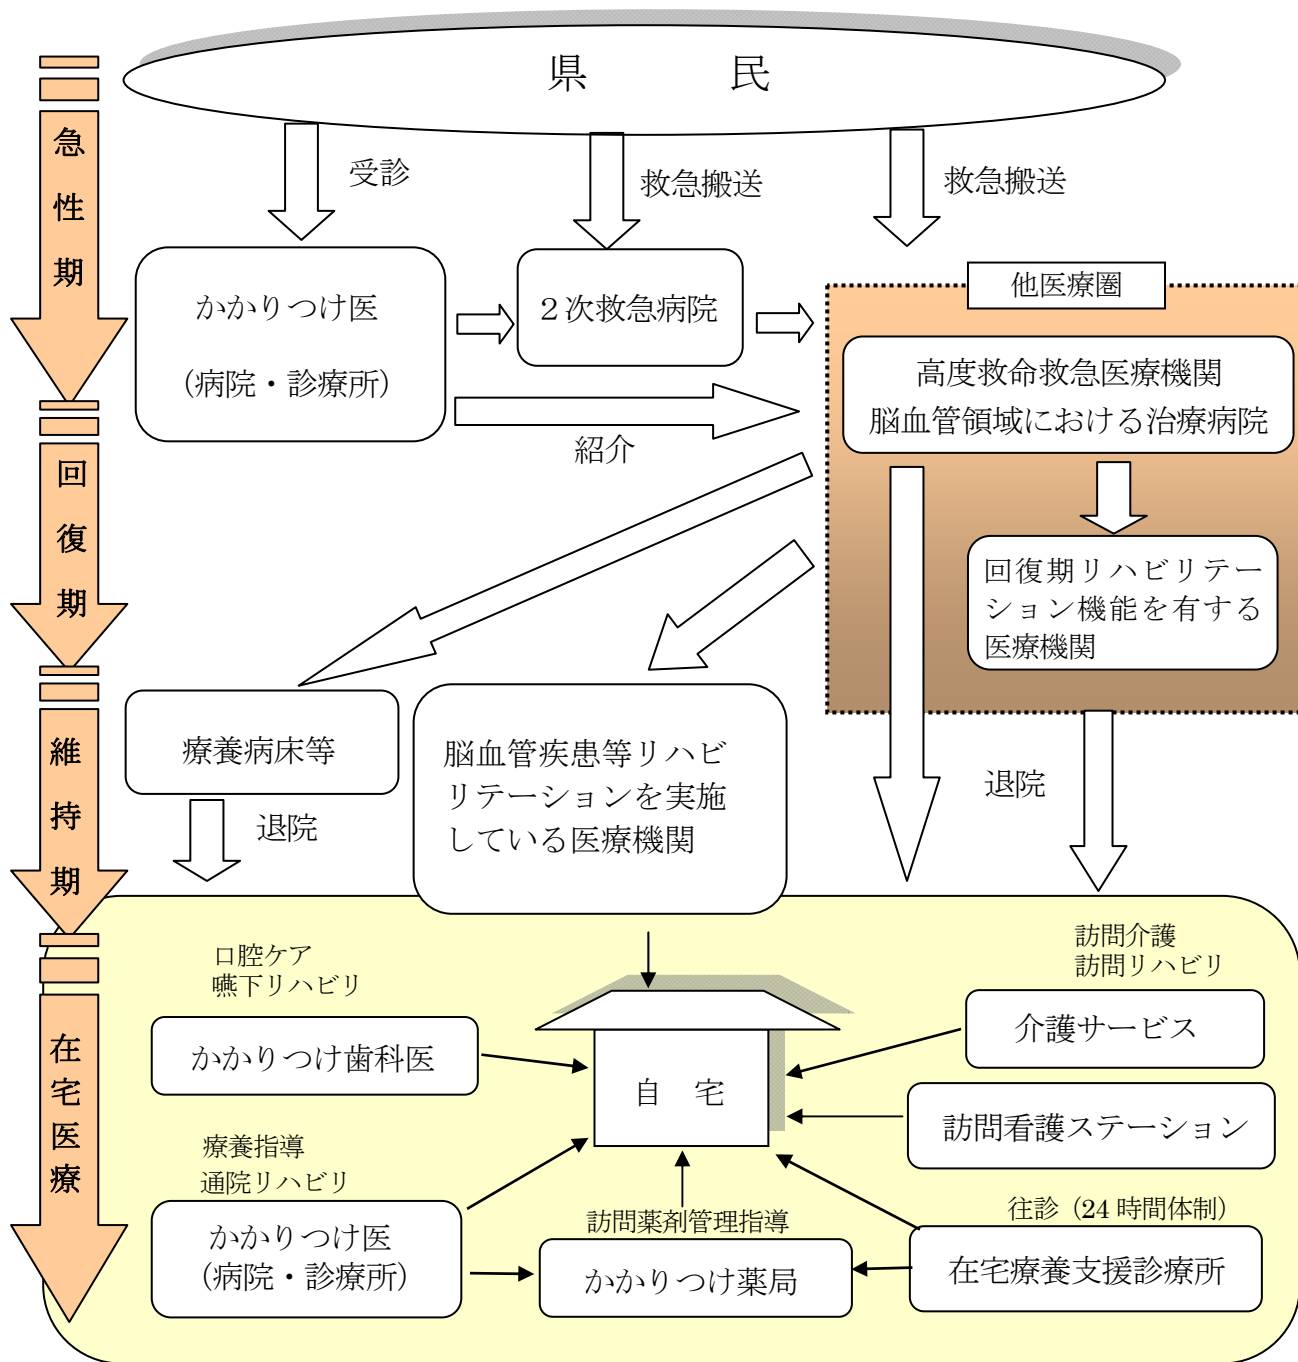 県 民
急性期
受診
救急搬送
救急搬送
かかりつけ医
(病院・診療所)
２次救急病院
他医療圏
高度救命救急医療機関
脳血管領域における治療病院
紹介
回復期
回復期リハビリテー
ション機能を有する
医療機関
維持期
療養病床等
脳血管疾患等リハビ
リテーションを実施
している医療機関
退院
退院
在宅医療
口腔ケア
嚥下リハビリ
かかりつけ歯科医
訪問介護
訪問リハビリ
介護サービス
自 宅
訪問看護ステーション
療養指導
通院リハビリ
かかりつけ医
(病院・診療所)
訪問薬剤管理指導
かかりつけ薬局
往診（24 時間体制）
在宅療養支援診療所